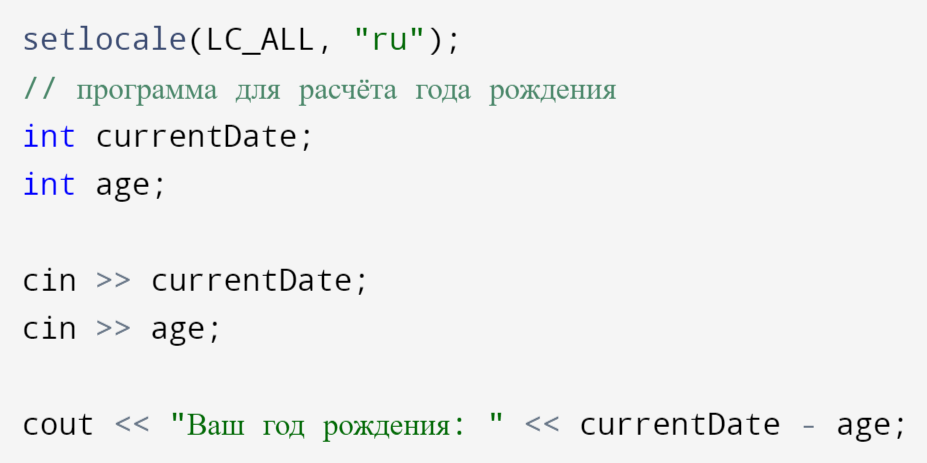 setlocale(LC_ALL, "ru");
// программа для расчёта года рождения
int currentDate;
int age;
cin >> currentDate;
cin >> age;
cout << "Ваш год рождения: " << currentDate - age;